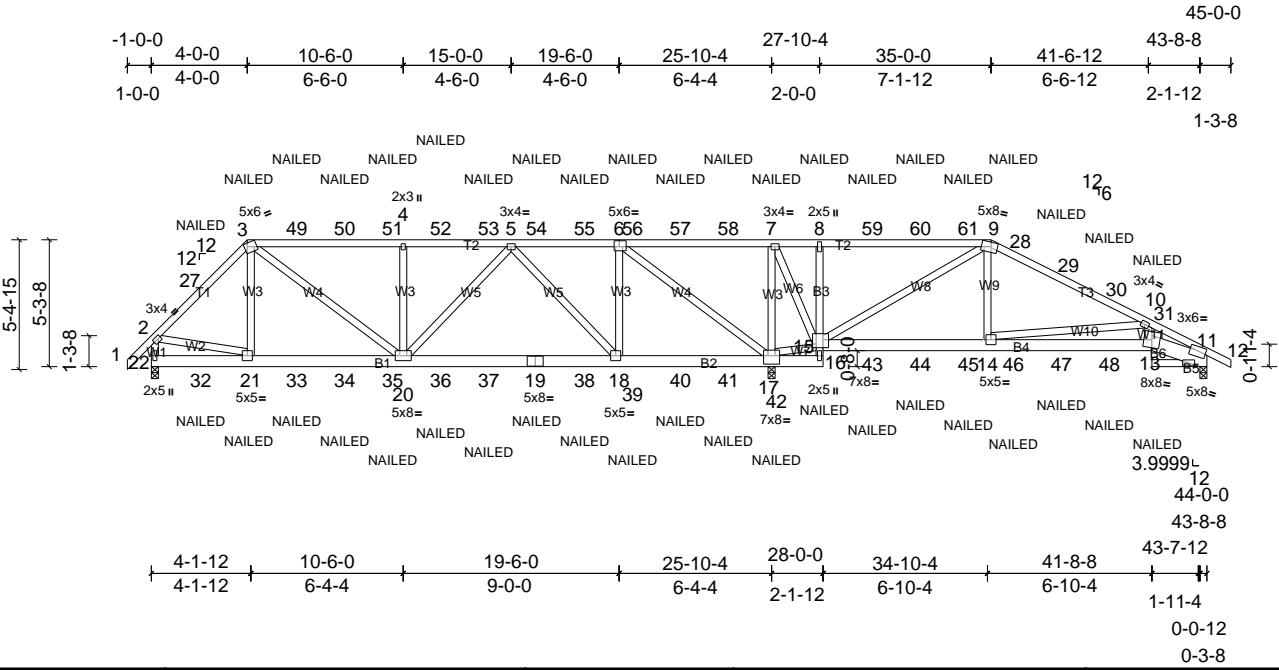 45-0-0
-1-0-0 27-10-4 43-8-8
4-0-0 10-6-0 15-0-0 19-6-0 25-10-4 35-0-0 41-6-12
4-0-0 6-6-0 4-6-0 4-6-0 6-4-4 7-1-12 6-6-12
1-0-0 2-0-0 2-1-12
1-3-8
NAILED
NAILED NAILED NAILED NAILED NAILED NAILED NAILED NAILED
NAILED NAILED NAILED NAILED NAILED NAILED NAILED
12
6
2x3
5x6 4 3x4= 5x6= 3x4= 2x5 5x8= NAILED
NAILED 3 49 50 51 52 53 5 54 55 6 56 57 58 7 8 59 60 61 9
12 T2 T2 28 NAILED
12
27 29 NAILED
5-4-15 5-3-8 T1 W3 W4 W3 W5 W5 W3 W4 W3 W6 B3 W8 W9 T3 30 3x4=
3x4 10
2 31 3x6=
1-3-8 W1 W2 W7 15 W10 W11 11
1 22 B1 B2 B4 B6 12 0-11-4
32 21 33 34 35 36 37 19 38 18 40 41 17 16 0-8-0 43 44 45 14 46 47 48 13 B5
2x5 5x5= 20 5x8= 39 42 2x5 7x8= 5x5= 8x8= 5x8=
5x8= 5x5= 7x8=
NAILED NAILED NAILED NAILED NAILED NAILED NAILED NAILED
NAILED NAILED NAILED NAILED NAILED NAILED NAILED NAILED
NAILED NAILED NAILED NAILED
3.9999
12
44-0-0
43-8-8
43-7-12
4-1-12 10-6-0 19-6-0 25-10-4 28-0-0 34-10-4 41-8-8
4-1-12 6-4-4 9-0-0 6-4-4 2-1-12 6-10-4 6-10-4
1-11-4
0-0-12
0-3-8